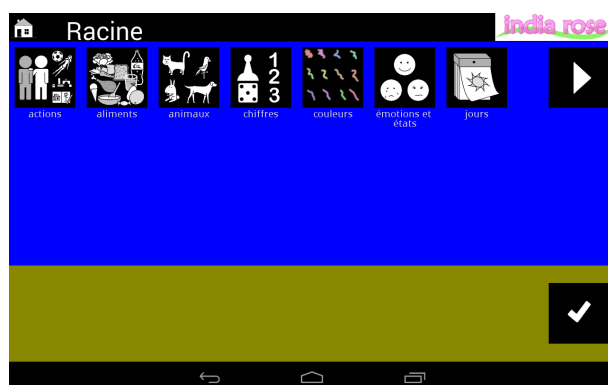 Racine
india rose
1
2
3
actions
aliments
animaux
chiffres
couleurs
émotions et
états
jours